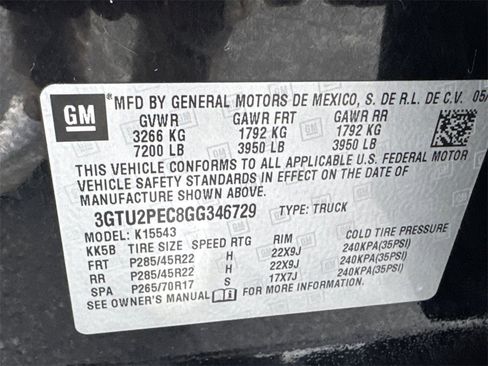 GM ®MFD BY GENERAL MOTORS DE MEXICO, S. DE R.L. DE C.V. 05/
GVWR GAWR FRT GAWR RR
3266 KG 1792 KG 1792 KG
7200 LB 3950 LB 3950 LB
THIS VEHICLE CONFORMS TO ALL APPLICABLE U.S. FEDERAL MOTOR
VEHICLE SAFETY STANDARDS IN EFFECT ON THE DATE OF
MANUFACTURE SHOWN ABOVE.
3GTU2PEC8GG346729 TYPE: TRUCK
MODEL: K15543
KK5B TIRE SIZE SPEED RTG RIM COLD TIRE PRESSURE
FRT P285/45R22 H 22X9J 240KPA(35PSI)
RR P285/45R22 H 22X9J 240KPA(35PSI)
SPA P265/70R17 S 17X7J 240KPA(35PSI)
SEE OWNER'S MANUAL FOR MORE INFORMATION.